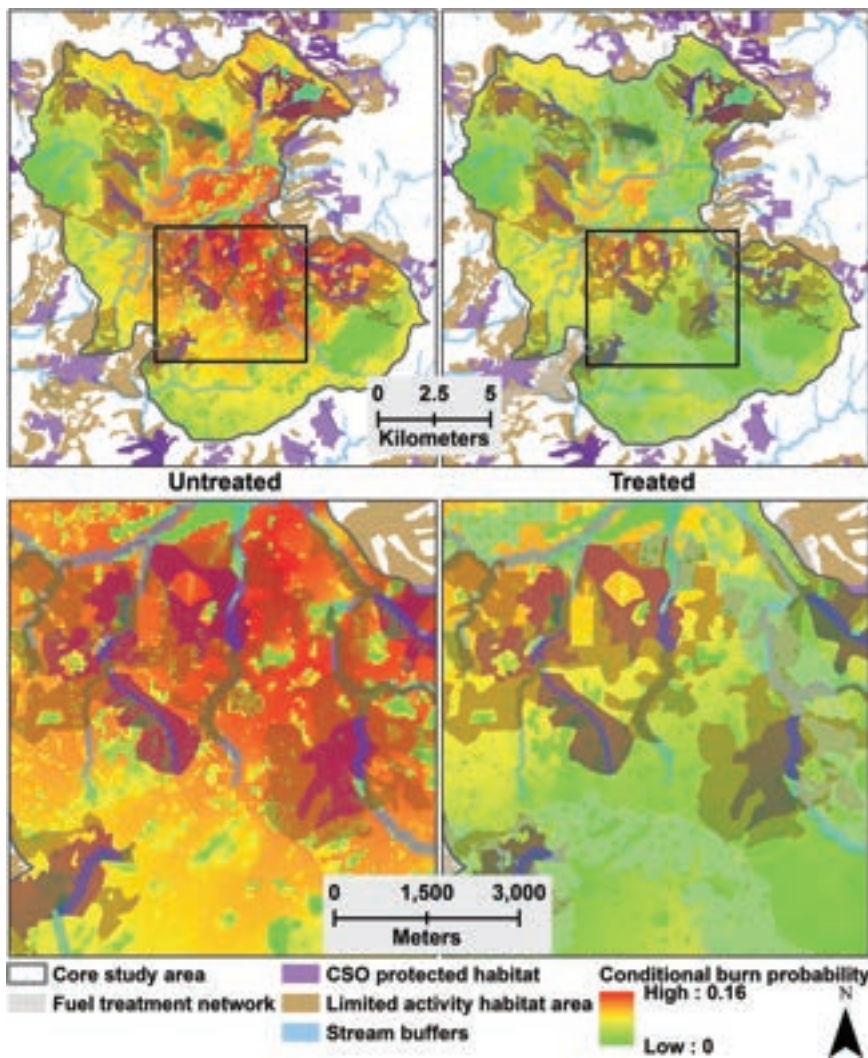 0 2.5 5
Kilometers
Untreated
Treated
0 1,500 3,000
Meters
Core study area
Fuel treatment network
CSO protected habitat
Limited activity habitat area
Stream buffers
Conditional burn probability
High : 0.16
Low : 0
N